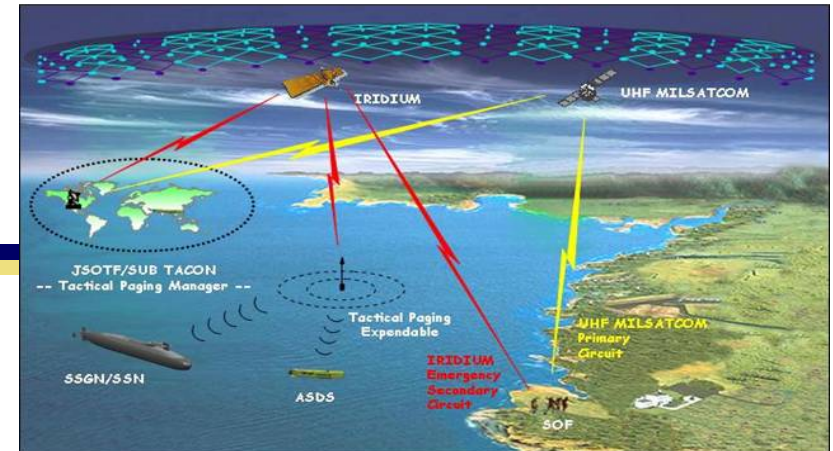 IRIDIUM
UHF MILSATCOM
JSOTF/SUB TACON
-- Tactical Paging Manager --
Tactical Paging
Expendable
SSGN/SSN
ASDS
IRIDIUM
Emergency
Secondary
Circuit
UHF MILSATCOM
Primary
Circuit
SOF